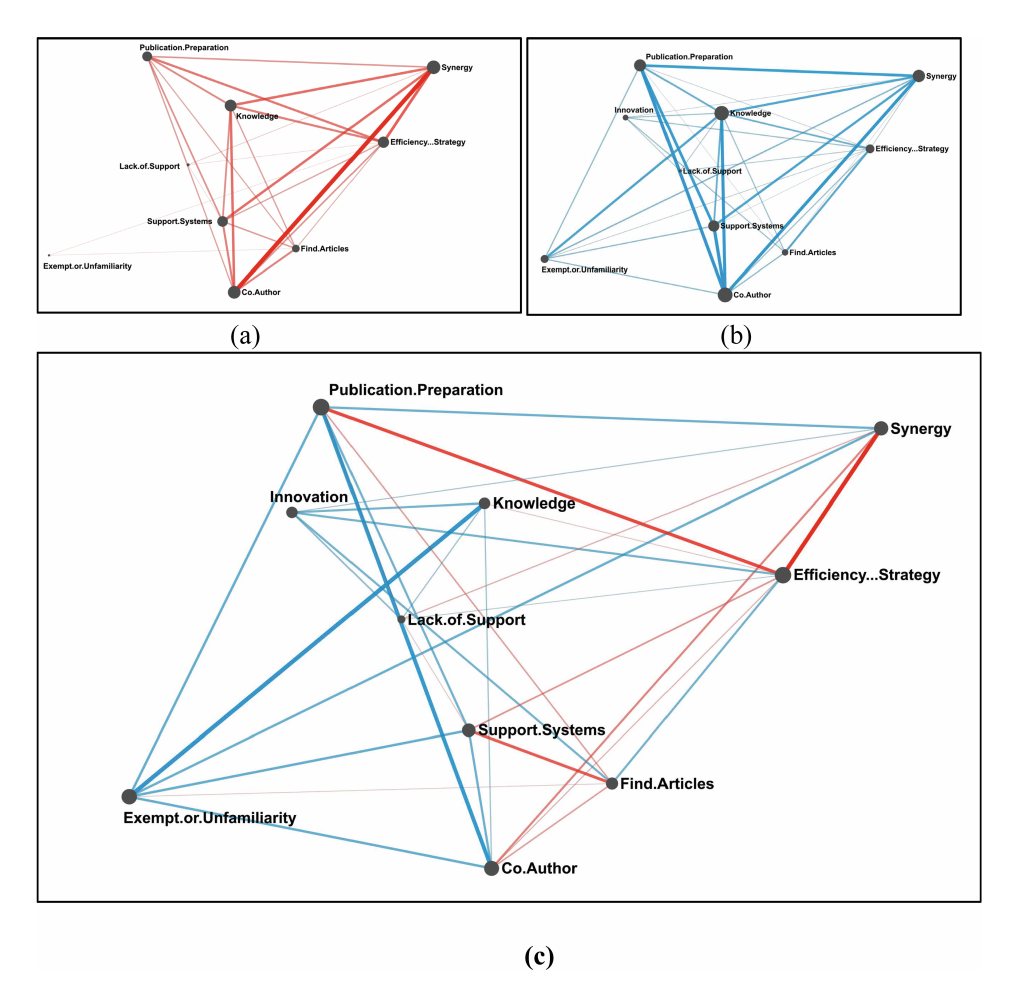 Publication.Preparation
Synergy
Knowledge
Efficiency...Strategy
Lack.of.Support
Support.Systems
Find.Articles
Exempt.or.Unfamiliarity
Co.Author
(a)
Publication.Preparation
Synergy
Innovation
Knowledge
Efficiency...Strategy
Lack.of.Support
Support.Systems
Find.Articles
Exempt.or.Unfamiliarity
Co.Author
(b)
Publication.Preparation
Synergy
Innovation
Knowledge
Efficiency...Strategy
Lack.of.Support
Support.Systems
Find.Articles
Exempt.or.Unfamiliarity
Co.Author
(c)